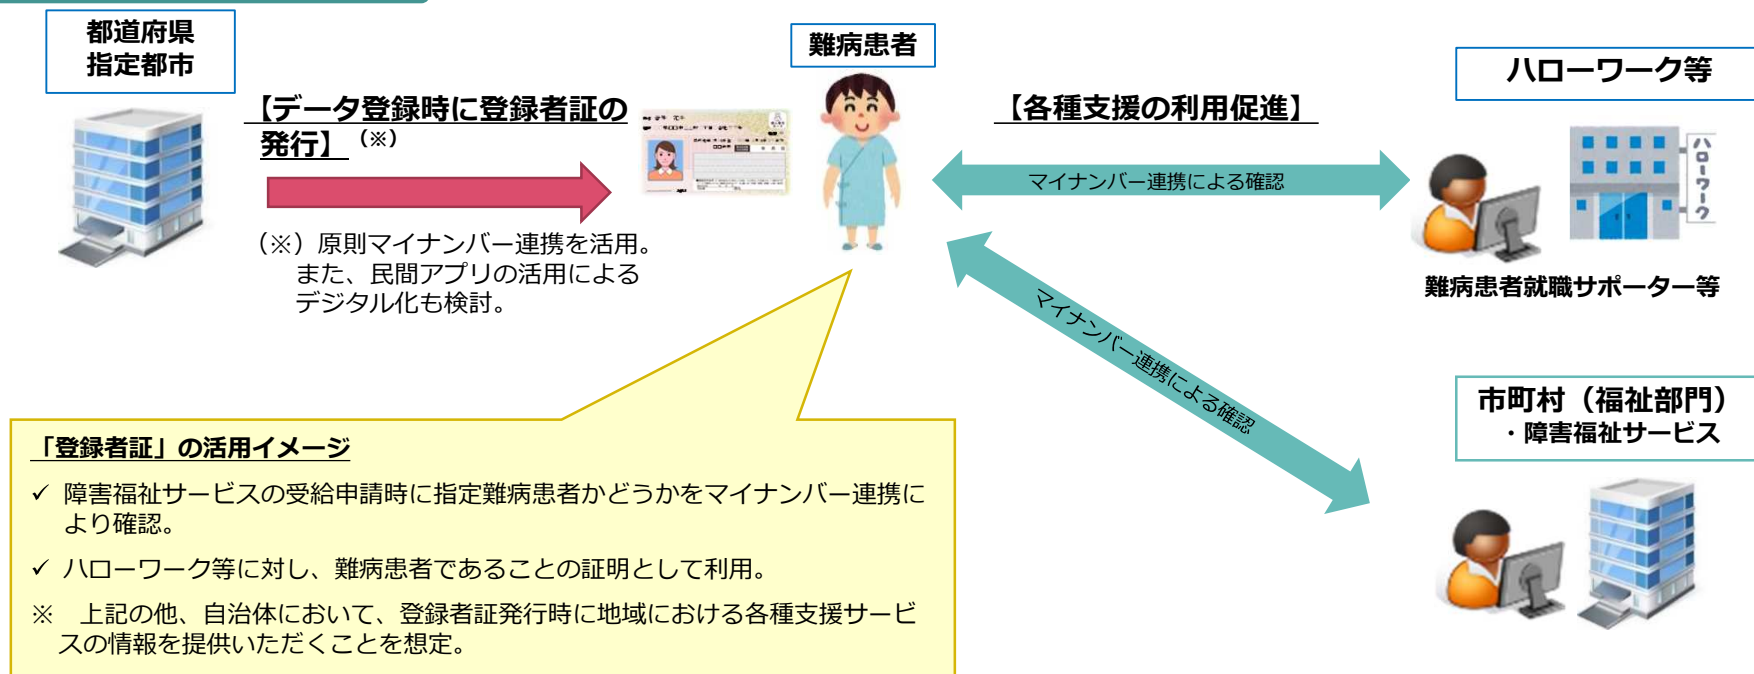 都道府県
指定都市
難病患者
ハローワーク等
【データ登録時に登録者証の
発行】（※）
【各種支援の利用促進】
マイナンバー連携による確認
ハローワーク
（※）原則マイナンバー連携を活用。
また、民間アプリの活用による
デジタル化も検討。
難病患者就職サポーター等
マイナンバー連携による確認
市町村（福祉部門）
・障害福祉サービス
「登録者証」の活用イメージ
✓ 障害福祉サービスの受給申請時に指定難病患者かどうかをマイナンバー連携に
より確認。
✓ ハローワーク等に対し、難病患者であることの証明として利用。
※　上記の他、自治体において、登録者証発行時に地域における各種支援サービ
スの情報を提供いただくことを想定。